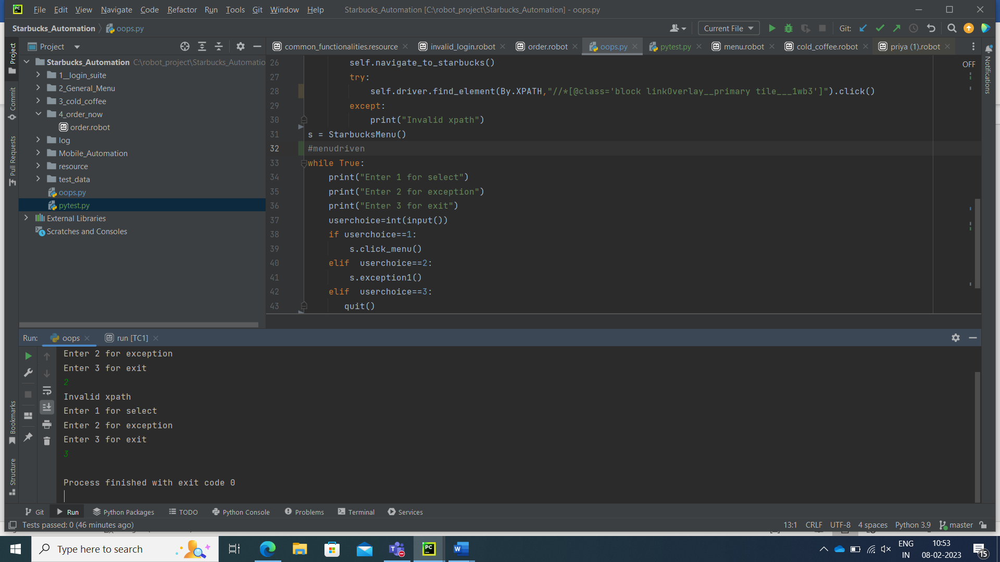 File Edit View Navigate Code Refactor Run Tools Git Window Help Starbucks_Automation [C:\robot_project\Starbucks_Automation] - oops.py
Starbucks_Automation oops.py Current File Git:
Project common_functionalities.resource invalid_login.robot order.robot oops.py pytest.py menu.robot cold_coffee.robot priya (1).robot
Project
Commit
Pull Requests
Bookmarks
Structure
Notifications
Starbucks_Automation C:\robot_project\Starbucks_Automatio
1__login_suite
2_General_Menu
3_cold_coffee
4_order_now
order.robot
log
Mobile_Automation
resource
test_data
oops.py
pytest.py
External Libraries
Scratches and Consoles
OFF
26 self.navigate_to_starbucks()
27 try:
28 self.driver.find_element(By.XPATH,"//*[@class='block linkOverlay__primary tile___1wb3']").click()
29 except:
30 print("Invalid xpath")
31 s = StarbucksMenu()
32 #menudriven
33 while True:
34 print("Enter 1 for select")
35 print("Enter 2 for exception")
36 print("Enter 3 for exit")
37 userchoice=int(input())
38 if userchoice==1:
39 s.click_menu()
40 elif  userchoice==2:
41 s.exception1()
42 elif  userchoice==3:
43 quit()
Run: oops run [TC1]
Enter 2 for exception
Enter 3 for exit
2
Invalid xpath
Enter 1 for select
Enter 2 for exception
Enter 3 for exit
3
Process finished with exit code 0
Git Run Python Packages TODO Python Console Problems Terminal Services
Tests passed: 0 (46 minutes ago) 13:1 CRLF UTF-8 4 spaces Python 3.9 master
Type here to search
ENG
IN
10:53
08-02-2023
15